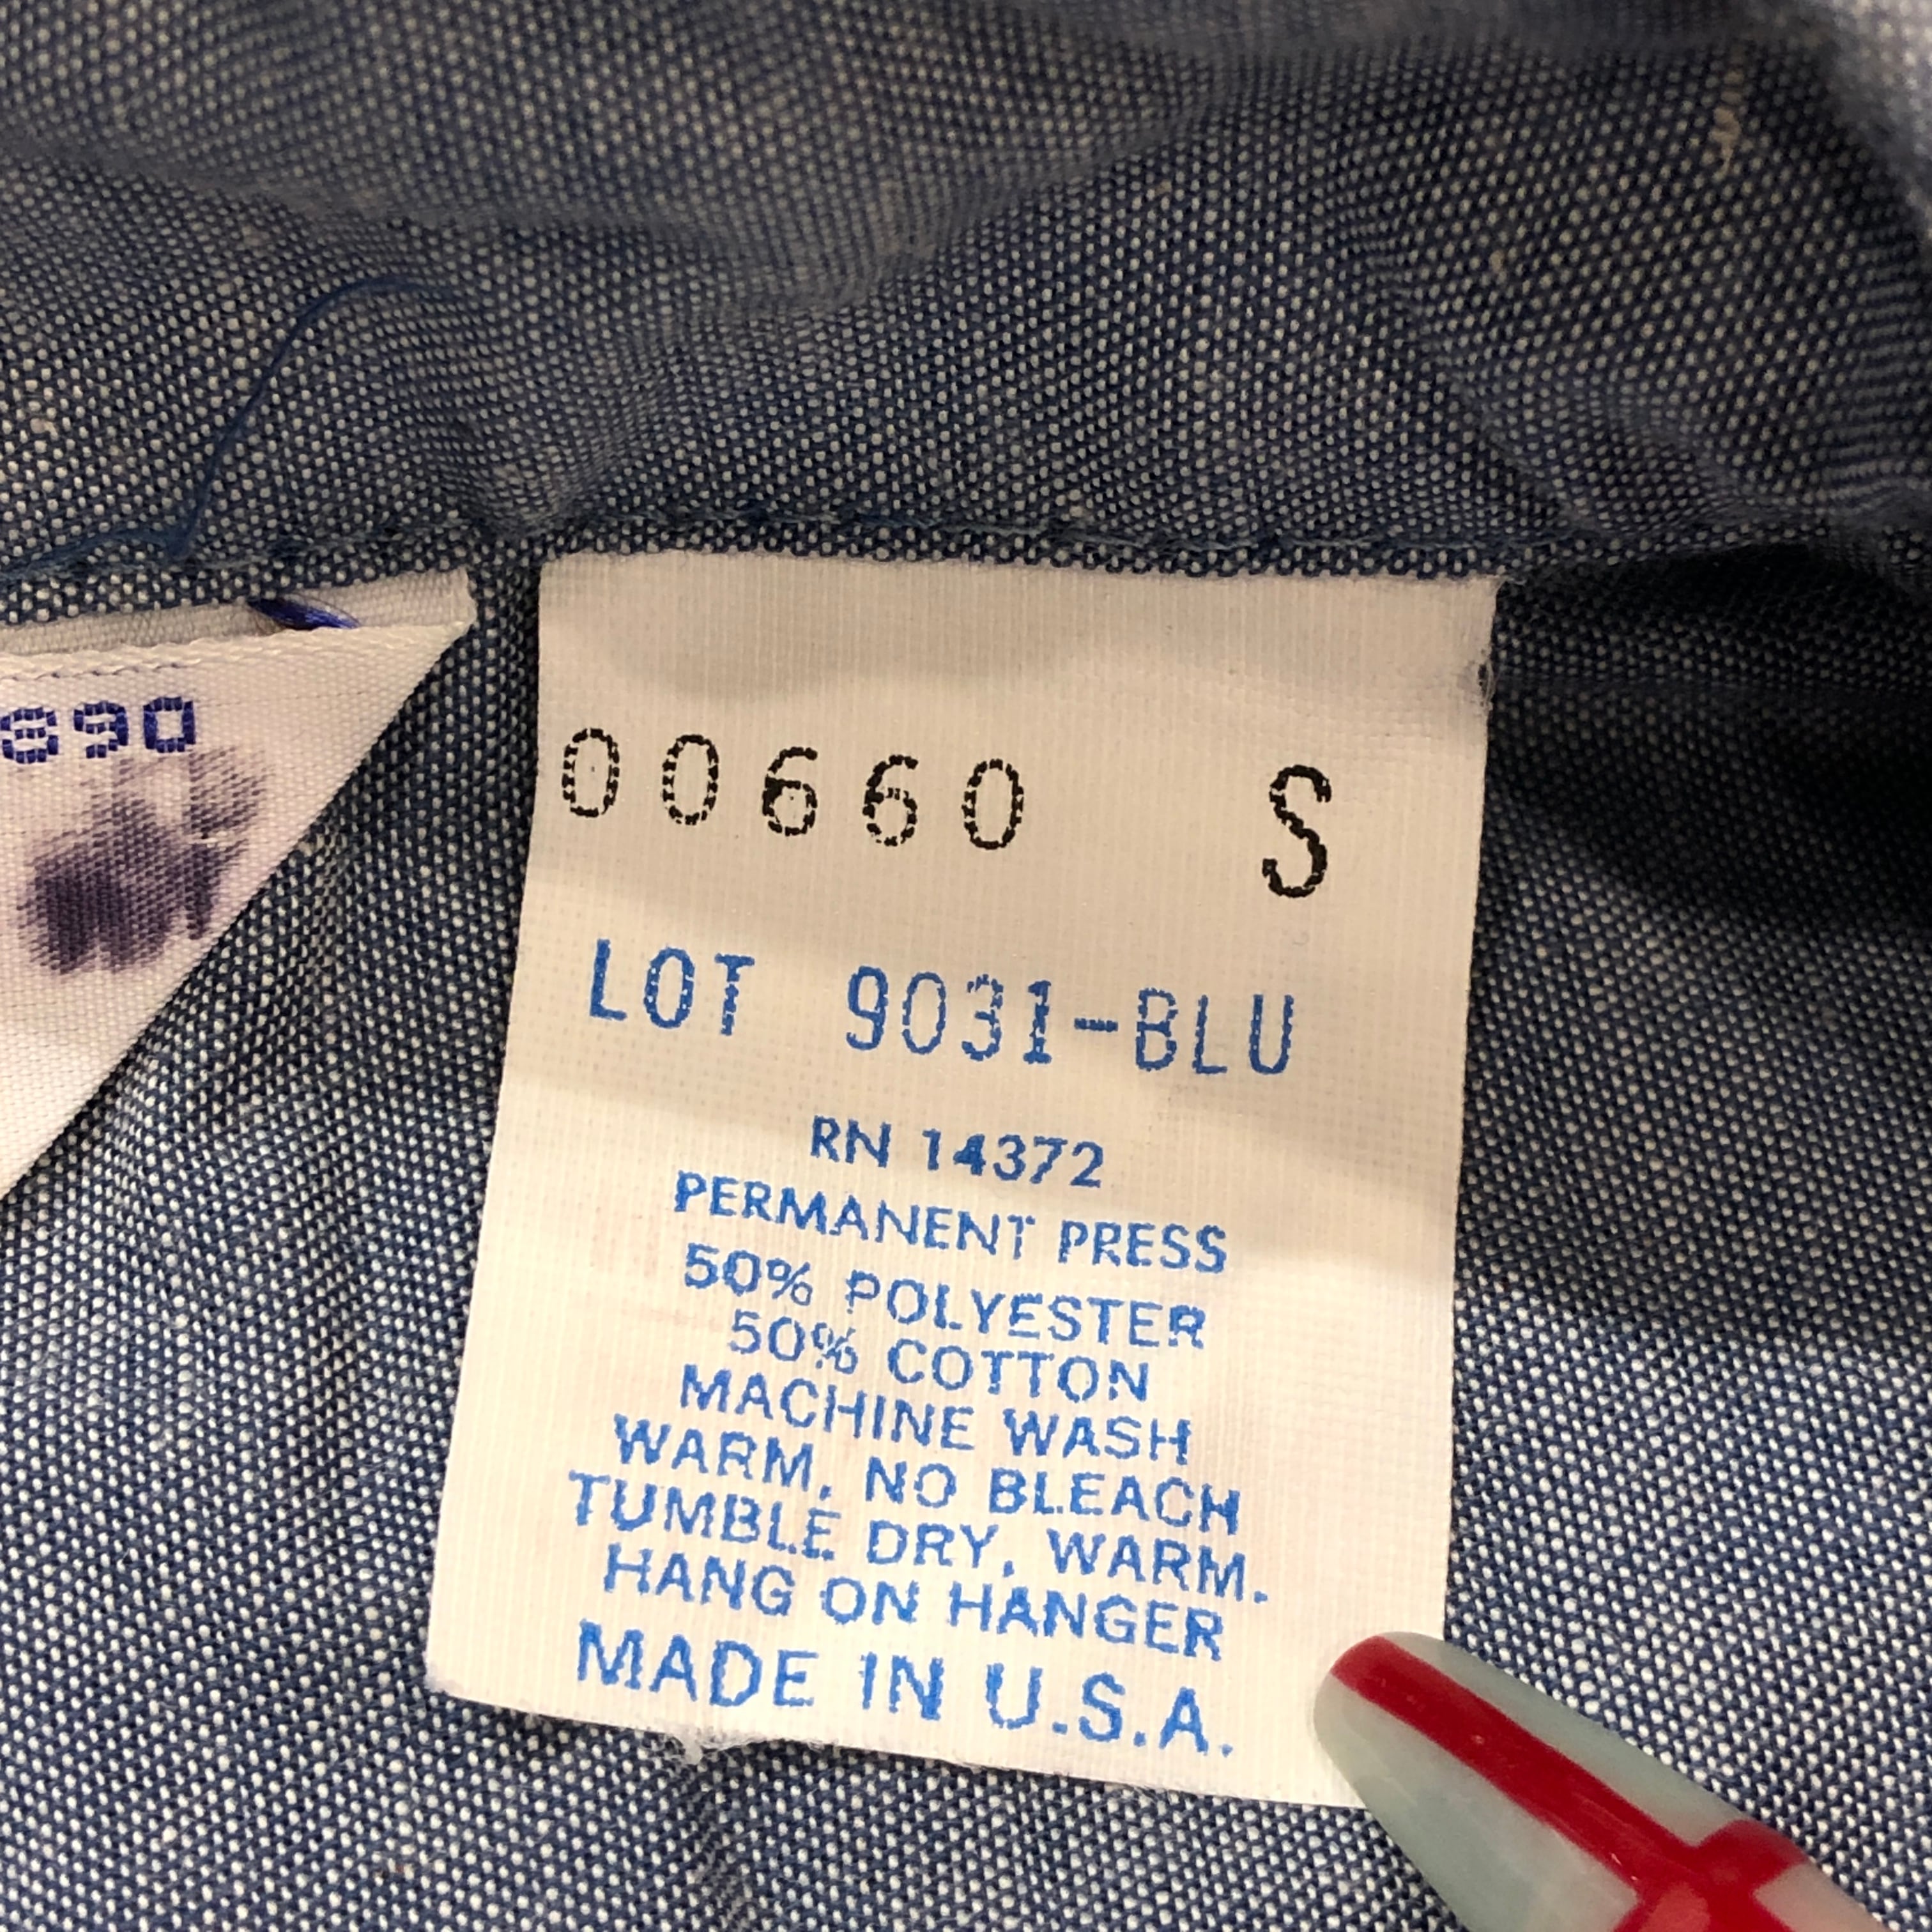 690
00660 S
LOT 9031-BLU
RN 14372
PERMANENT PRESS
50% POLYESTER
50% COTTON
MACHINE WASH
WARM, NO BLEACH
TUMBLE DRY, WARM.
HANG ON HANGER
MADE IN U.S.A.